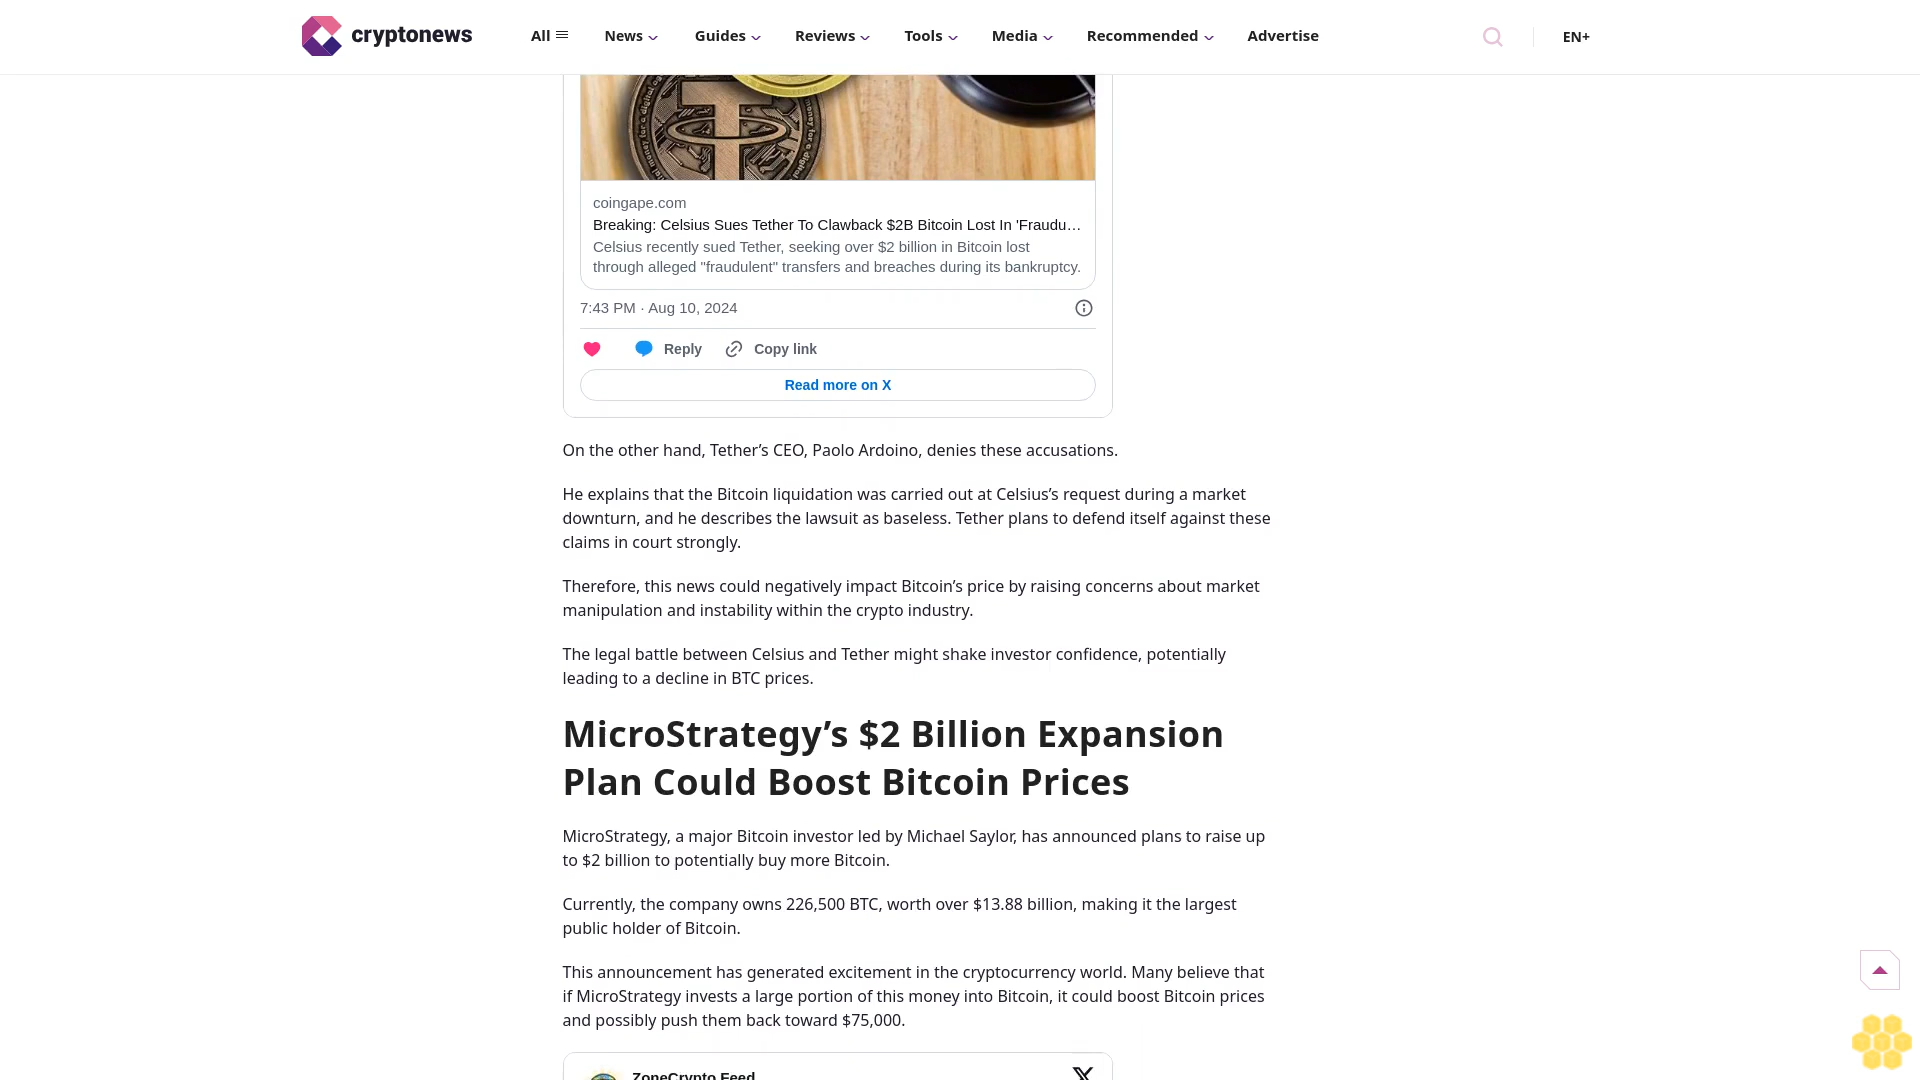 cryptonews
All
News
Guides
Reviews
Tools
Media
Recommended
Advertise
EN+
coingape.com
Breaking: Celsius Sues Tether To Clawback $2B Bitcoin Lost In 'Fraudu…
Celsius recently sued Tether, seeking over $2 billion in Bitcoin lost
through alleged "fraudulent" transfers and breaches during its bankruptcy.
7:43 PM · Aug 10, 2024
Reply
Copy link
Read more on X
On the other hand, Tether’s CEO, Paolo Ardoino, denies these accusations.
He explains that the Bitcoin liquidation was carried out at Celsius’s request during a market
downturn, and he describes the lawsuit as baseless. Tether plans to defend itself against these
claims in court strongly.
Therefore, this news could negatively impact Bitcoin’s price by raising concerns about market
manipulation and instability within the crypto industry.
The legal battle between Celsius and Tether might shake investor confidence, potentially
leading to a decline in BTC prices.
MicroStrategy’s $2 Billion Expansion
Plan Could Boost Bitcoin Prices
MicroStrategy, a major Bitcoin investor led by Michael Saylor, has announced plans to raise up
to $2 billion to potentially buy more Bitcoin.
Currently, the company owns 226,500 BTC, worth over $13.88 billion, making it the largest
public holder of Bitcoin.
This announcement has generated excitement in the cryptocurrency world. Many believe that
if MicroStrategy invests a large portion of this money into Bitcoin, it could boost Bitcoin prices
and possibly push them back toward $75,000.
ZoneCrypto Feed